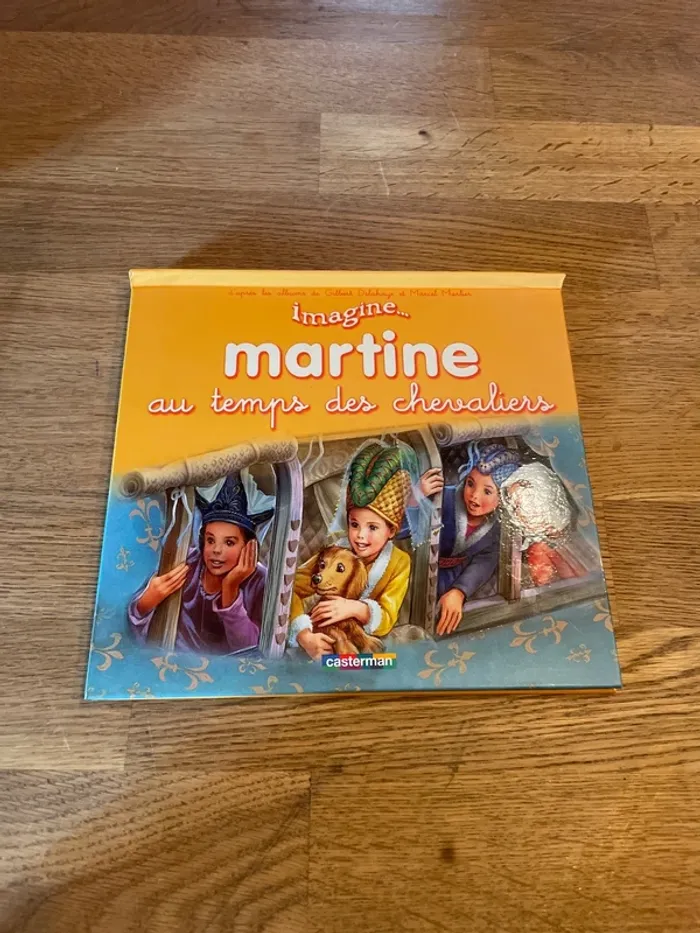 d'après les albums de Gilbert Delahaye et Marcel Marlier
imagine...
martine
au temps des chevaliers
casterman